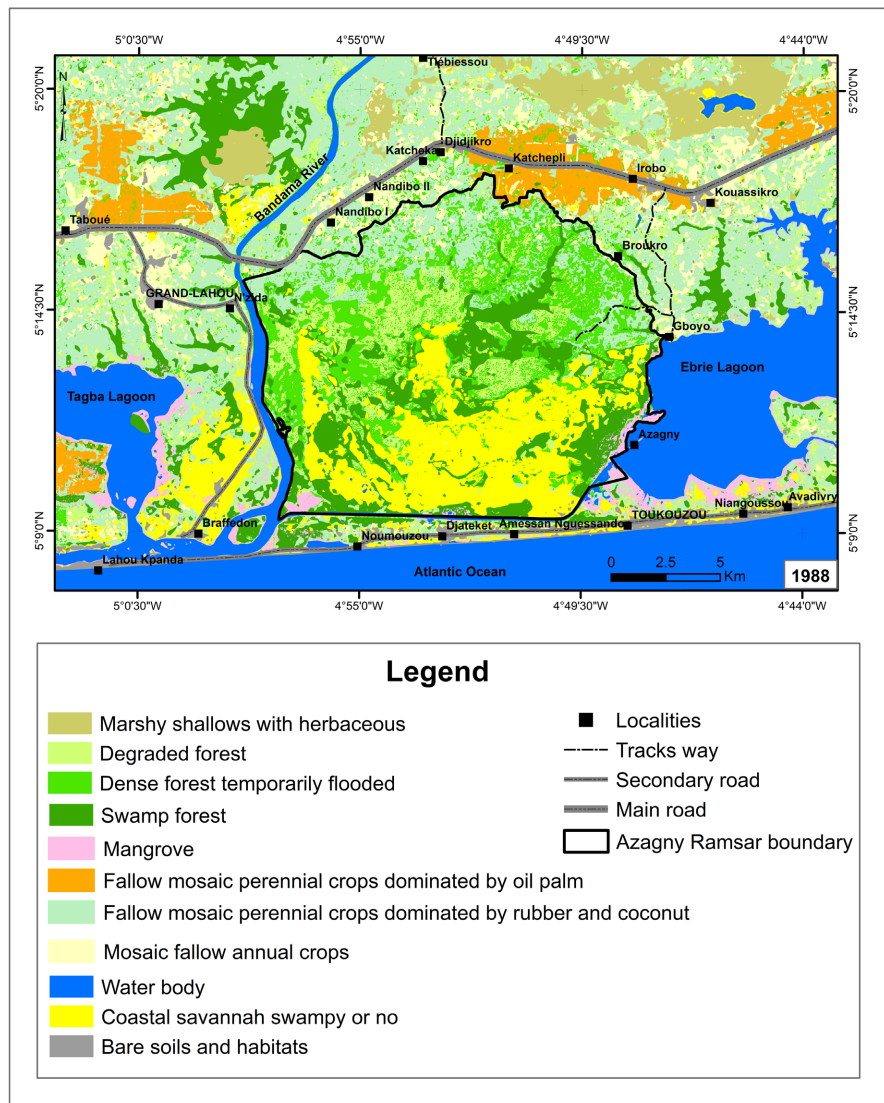 5°0'30"W 4°55'0"W 4°49'30"W 4°44'0"W
Tiébiessou
N
5°20'0"N 5°20'0"N
Djidjikro
Katcheka
Katchepli
Irobo
Nandibo II
Kouassikro
Bandama River
Nandibo I
Taboué
Broukro
GRAND-LAHOU
N'zida
5°14'30"N 5°14'30"N
Gboyo
Ebrie Lagoon
Tagba Lagoon
Azagny
Niangoussou
Avadivry
TOUKOUZOU
Amessan Nguessando
Djateket
Braffedon
5°9'0"N 5°9'0"N
Noumouzou
Lahou Kpanda
Atlantic Ocean
0 2.5 5
Km
1988
5°0'30"W 4°55'0"W 4°49'30"W 4°44'0"W
Legend
Marshy shallows with herbaceous
Degraded forest
Dense forest temporarily flooded
Swamp forest
Mangrove
Fallow mosaic perennial crops dominated by oil palm
Fallow mosaic perennial crops dominated by rubber and coconut
Mosaic fallow annual crops
Water body
Coastal savannah swampy or no
Bare soils and habitats
Localities
Tracks way
Secondary road
Main road
Azagny Ramsar boundary